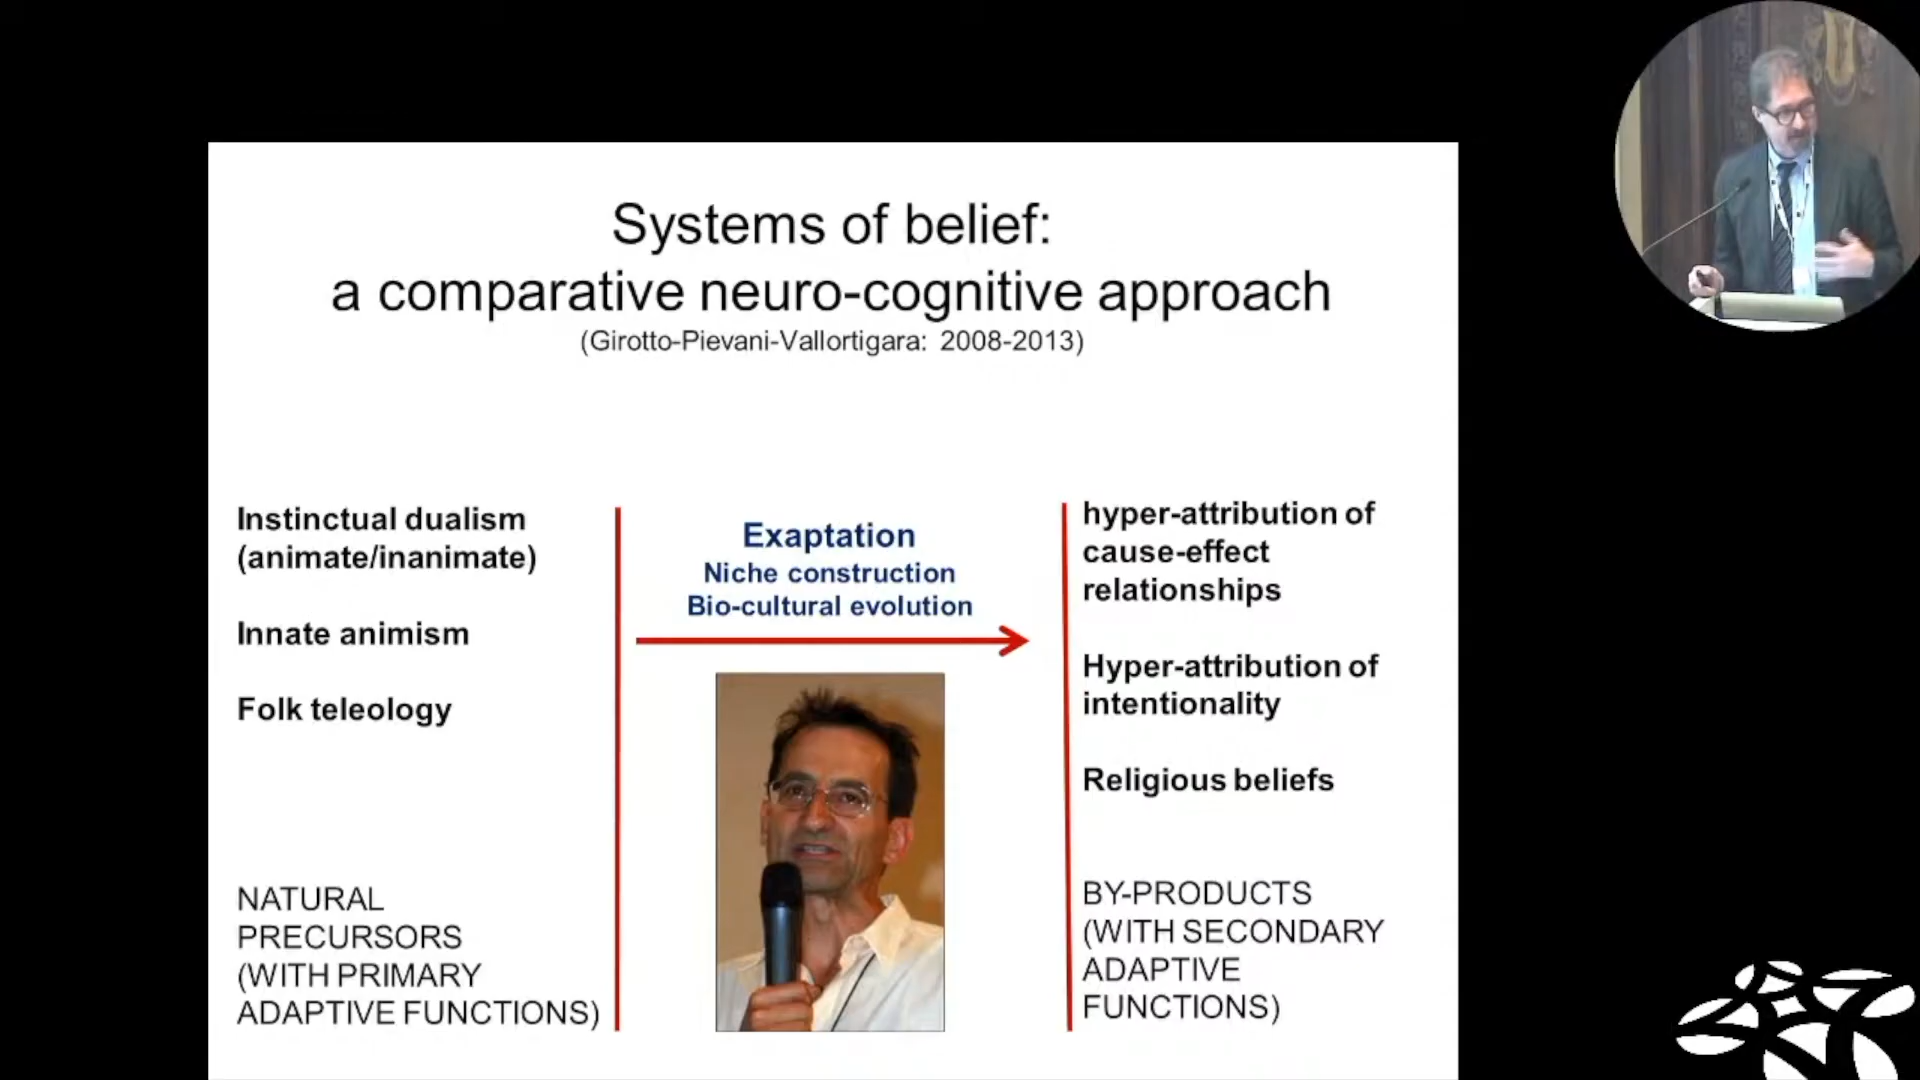 Systems of belief:
a comparative neuro-cognitive approach
(Girotto-Pievani-Vallortigara: 2008-2013)
Instinctual dualism
(animate/inanimate)
Innate animism
Folk teleology
NATURAL
PRECURSORS
(WITH PRIMARY
ADAPTIVE FUNCTIONS)
Exaptation
Niche construction
Bio-cultural evolution
hyper-attribution of
cause-effect
relationships
Hyper-attribution of
intentionality
Religious beliefs
BY-PRODUCTS
(WITH SECONDARY
ADAPTIVE
FUNCTIONS)